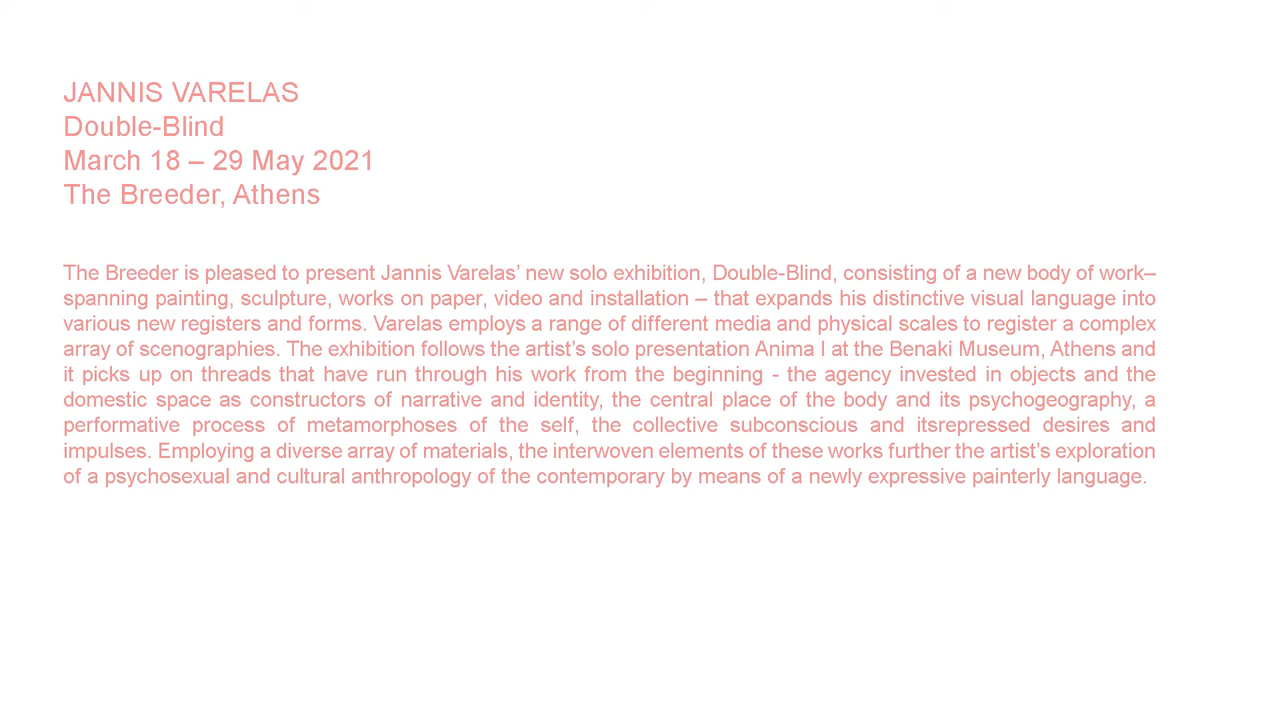 JANNIS VARELAS
Double-Blind
March 18 – 29 May 2021
The Breeder, Athens
The Breeder is pleased to present Jannis Varelas’ new solo exhibition, Double-Blind, consisting of a new body of work–
spanning painting, sculpture, works on paper, video and installation – that expands his distinctive visual language into
various new registers and forms. Varelas employs a range of different media and physical scales to register a complex
array of scenographies. The exhibition follows the artist’s solo presentation Anima I at the Benaki Museum, Athens and
it picks up on threads that have run through his work from the beginning - the agency invested in objects and the
domestic space as constructors of narrative and identity, the central place of the body and its psychogeography, a
performative process of metamorphoses of the self, the collective subconscious and itsrepressed desires and
impulses. Employing a diverse array of materials, the interwoven elements of these works further the artist’s exploration
of a psychosexual and cultural anthropology of the contemporary by means of a newly expressive painterly language.